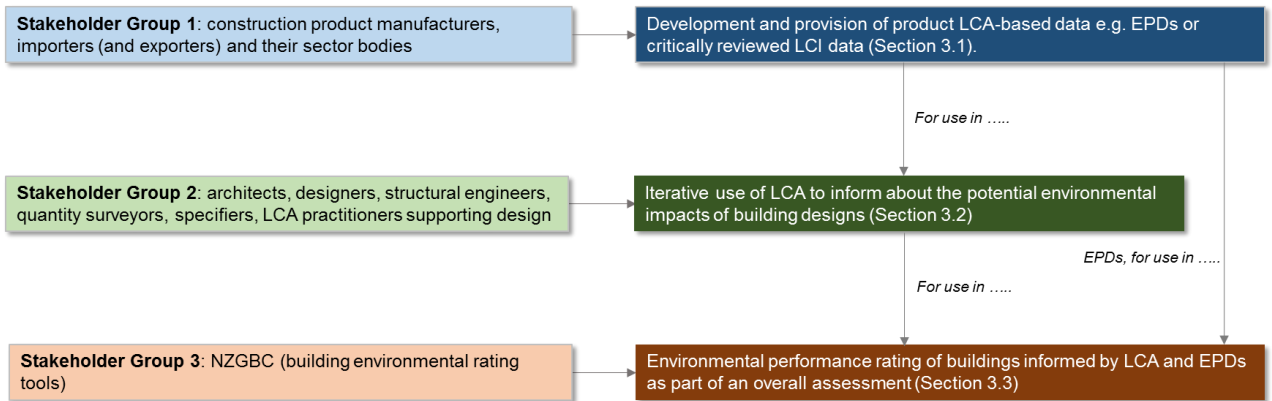 Stakeholder Group 1: construction product manufacturers,
importers (and exporters) and their sector bodies
Development and provision of product LCA-based data e.g. EPDs or
critically reviewed LCI data (Section 3.1).
For use in …..
Stakeholder Group 2: architects, designers, structural engineers,
quantity surveyors, specifiers, LCA practitioners supporting design
Iterative use of LCA to inform about the potential environmental
impacts of building designs (Section 3.2)
EPDs, for use in …..
For use in …..
Stakeholder Group 3: NZGBC (building environmental rating
tools)
Environmental performance rating of buildings informed by LCA and EPDs
as part of an overall assessment (Section 3.3)